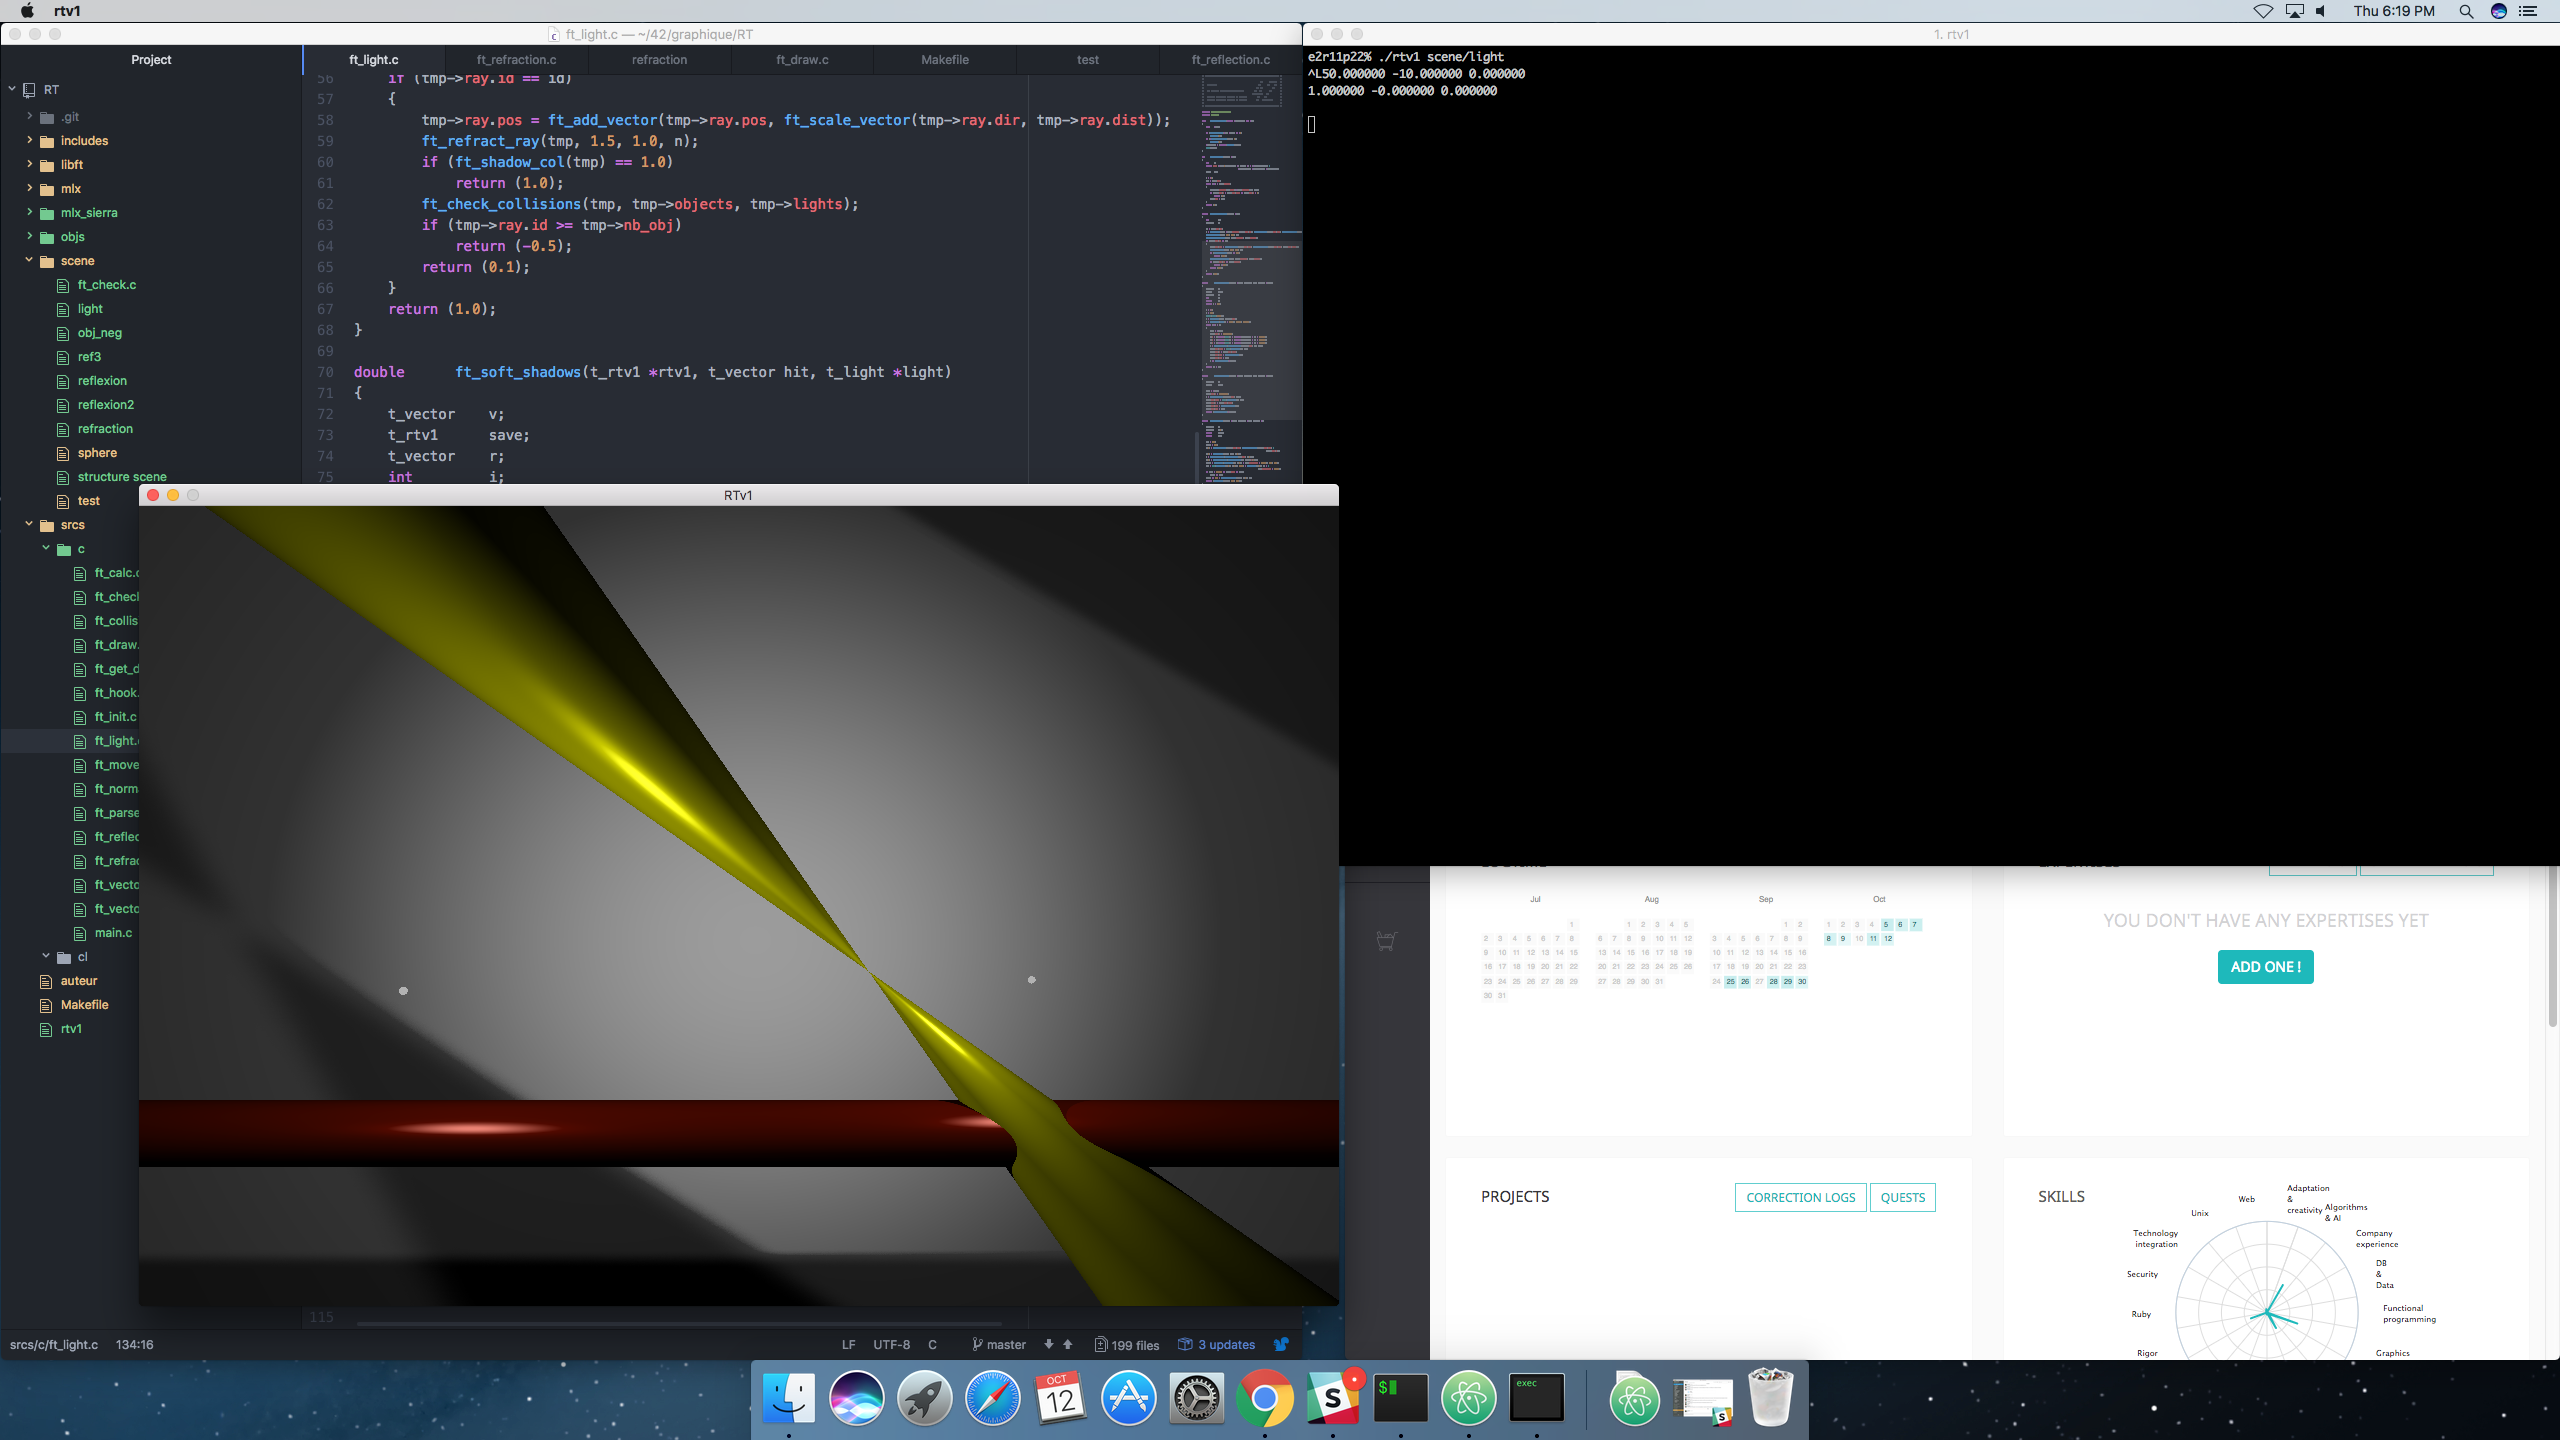 rtv1
Thu 6:19 PM
ft_light.c — ~/42/graphique/RT
Project
ft_light.c
ft_refraction.c
refraction
ft_draw.c
Makefile
test
ft_reflection.c
RT
.git
includes
libft
mlx
mlx_sierra
objs
scene
ft_check.c
light
obj_neg
ref3
reflexion
reflexion2
refraction
sphere
structure scene
test
srcs
c
ft_calc.c
ft_chec
ft_collis
ft_draw.
ft_get_d
ft_hook.
ft_init.c
ft_light.
ft_move
ft_norm
ft_parse
ft_reflec
ft_refrac
ft_vecto
ft_vecto
main.c
cl
auteur
Makefile
rtv1
56 if (tmp->ray.id == id)
57 {
58 tmp->ray.pos = ft_add_vector(tmp->ray.pos, ft_scale_vector(tmp->ray.dir, tmp->ray.dist));
59 ft_refract_ray(tmp, 1.5, 1.0, n);
60 if (ft_shadow_col(tmp) == 1.0)
61 return (1.0);
62 ft_check_collisions(tmp, tmp->objects, tmp->lights);
63 if (tmp->ray.id >= tmp->nb_obj)
64 return (-0.5);
65 return (0.1);
66 }
67 return (1.0);
68 }
69
70 double ft_soft_shadows(t_rtv1 *rtv1, t_vector hit, t_light *light)
71 {
72 t_vector v;
73 t_rtv1 save;
74 t_vector r;
75 int i;
115
srcs/c/ft_light.c 134:16
LF UTF-8 C master 199 files 3 updates
RTv1
1. rtv1
e2r11p22% ./rtv1 scene/light
^L50.000000 -10.000000 0.000000
1.000000 -0.000000 0.000000
Jul
Aug
Sep
Oct
YOU DON'T HAVE ANY EXPERTISES YET
ADD ONE !
PROJECTS
CORRECTION LOGS
QUESTS
SKILLS
Adaptation
&
creativity
Algorithms
& AI
Company
experience
DB
&
Data
Functional
programming
Graphics
Web
Unix
Technology
integration
Security
Ruby
Rigor
OCT
12
exec